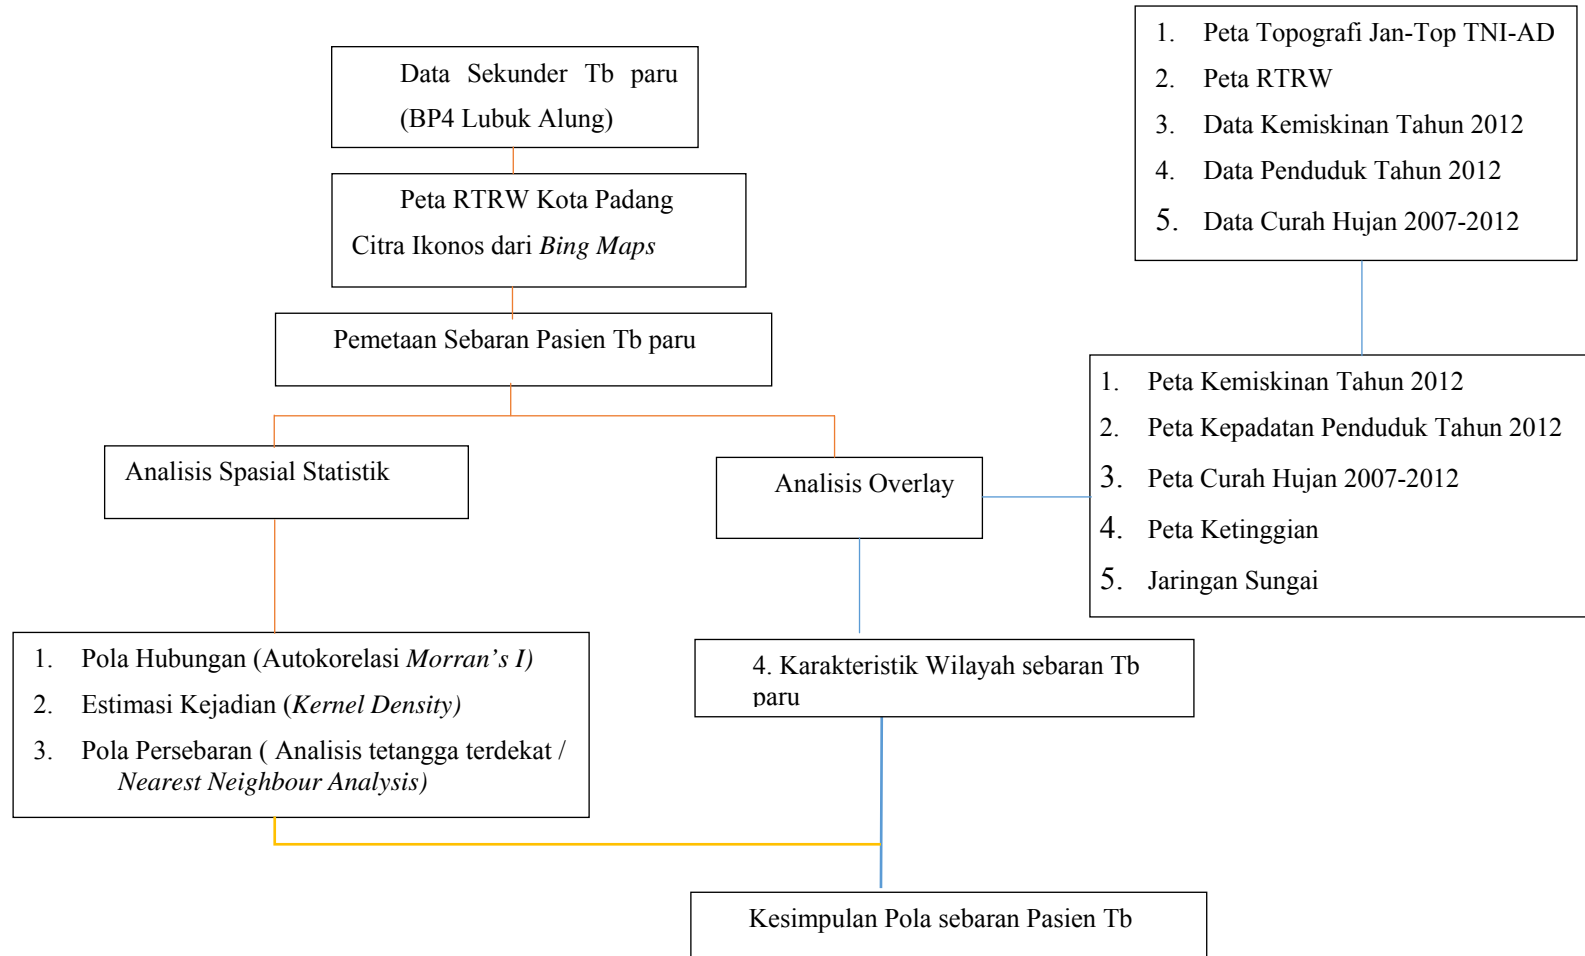 Data Sekunder Tb paru
(BP4 Lubuk Alung)
Peta RTRW Kota Padang
Citra Ikonos dari Bing Maps
Pemetaan Sebaran Pasien Tb paru
Analisis Spasial Statistik
Analisis Overlay
1. Peta Topografi Jan-Top TNI-AD
2. Peta RTRW
3. Data Kemiskinan Tahun 2012
4. Data Penduduk Tahun 2012
5. Data Curah Hujan 2007-2012
1. Peta Kemiskinan Tahun 2012
2. Peta Kepadatan Penduduk Tahun 2012
3. Peta Curah Hujan 2007-2012
4. Peta Ketinggian
5. Jaringan Sungai
1. Pola Hubungan (Autokorelasi Morran’s I)
2. Estimasi Kejadian (Kernel Density)
3. Pola Persebaran ( Analisis tetangga terdekat /
Nearest Neighbour Analysis)
4. Karakteristik Wilayah sebaran Tb
paru
Kesimpulan Pola sebaran Pasien Tb